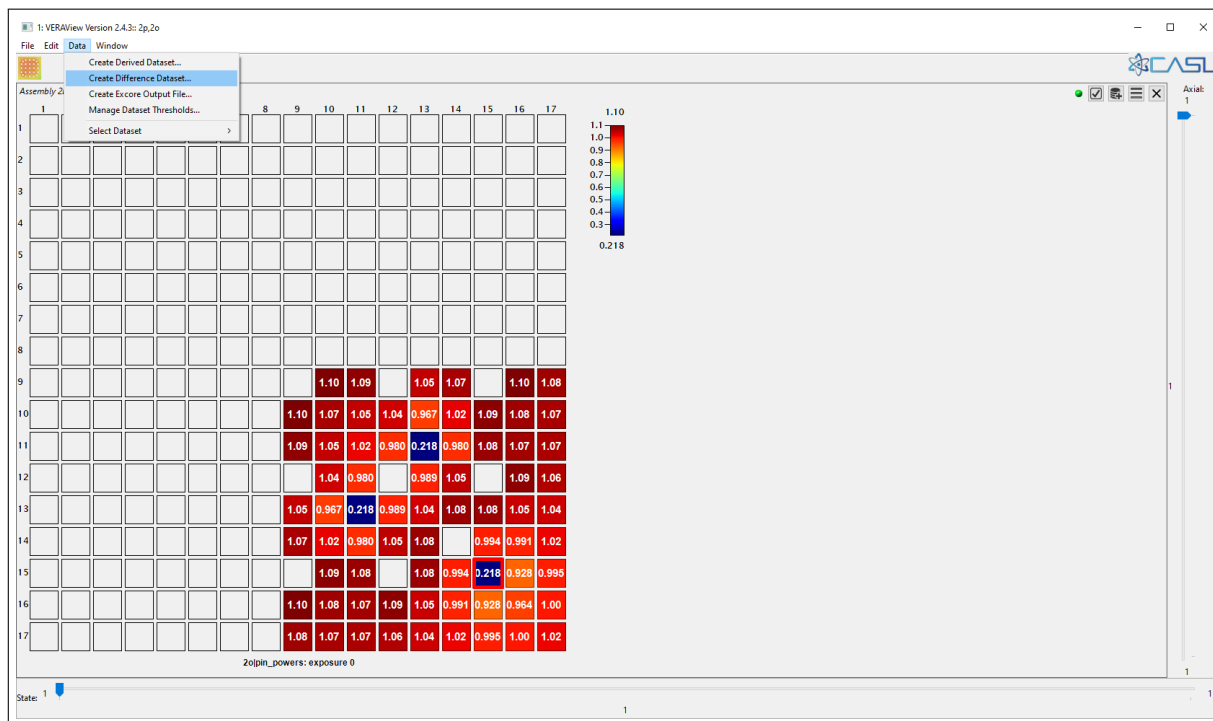 1: VERAView Version 2.4.3:: 2p,2o
File Edit Data Window
Create Derived Dataset...
Create Difference Dataset...
Create Excore Output File...
Manage Dataset Thresholds...
Select Dataset >
CASL
Assembly 2
Axial:
1
1 8 9 10 11 12 13 14 15 16 17
1.10
1.1
1.0
0.9
0.8
0.7
0.6
0.5
0.4
0.3
0.218
1
2
3
4
5
6
7
8
9 1.10 1.09 1.05 1.07 1.10 1.08
1
10 1.10 1.07 1.05 1.04 0.967 1.02 1.09 1.08 1.07
11 1.09 1.05 1.02 0.980 0.218 0.980 1.08 1.07 1.07
12 1.04 0.980 0.989 1.05 1.09 1.06
13 1.05 0.967 0.218 0.989 1.04 1.08 1.08 1.05 1.04
14 1.07 1.02 0.980 1.05 1.08 0.994 0.991 1.02
15 1.09 1.08 1.08 0.994 0.218 0.928 0.995
16 1.10 1.08 1.07 1.09 1.05 0.991 0.928 0.964 1.00
17 1.08 1.07 1.07 1.06 1.04 1.02 0.995 1.00 1.02
2o|pin_powers: exposure 0
1
State: 1 1
1